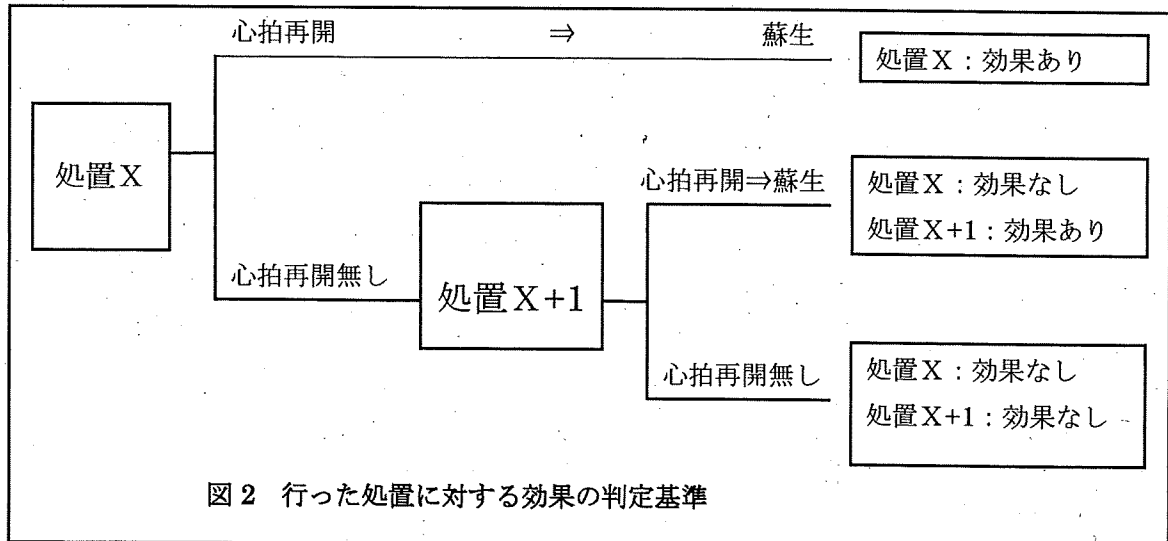 心拍再開 ⇒ 蘇生
処置X：効果あり
処置X
心拍再開⇒蘇生
処置X：効果なし
処置X+1：効果あり
心拍再開無し
処置X+1
心拍再開無し
処置X：効果なし
処置X+1：効果なし
図2 行った処置に対する効果の判定基準